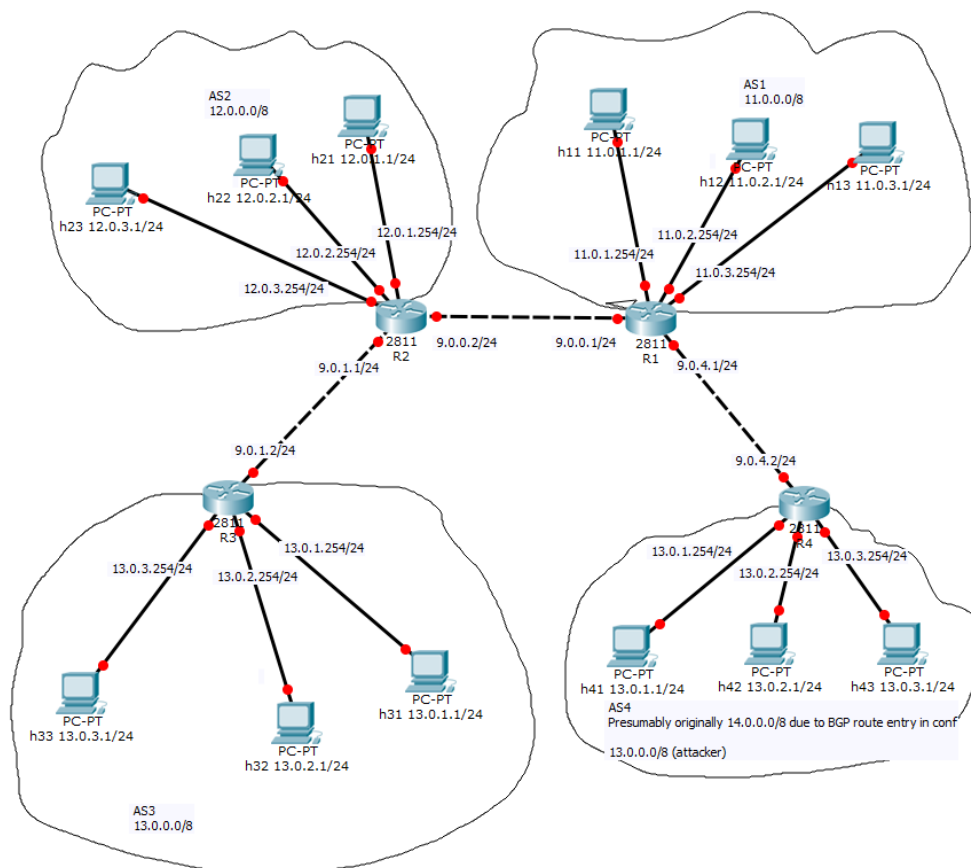 AS2
12.0.0.0/8
PC-PT
h21 12.0.1.1/24
PC-PT
h22 12.0.2.1/24
PC-PT
h23 12.0.3.1/24
12.0.1.254/24
12.0.2.254/24
12.0.3.254/24
2811
R2
9.0.0.2/24
9.0.1.1/24
AS1
11.0.0.0/8
PC-PT
h11 11.0.1.1/24
PC-PT
h12 11.0.2.1/24
PC-PT
h13 11.0.3.1/24
11.0.2.254/24
11.0.1.254/24
11.0.3.254/24
9.0.0.1/24
2811
R1
9.0.4.1/24
9.0.1.2/24
2811
R3
13.0.1.254/24
13.0.3.254/24
13.0.2.254/24
PC-PT
h31 13.0.1.1/24
PC-PT
h33 13.0.3.1/24
PC-PT
h32 13.0.2.1/24
AS3
13.0.0.0/8
9.0.4.2/24
2811
R4
13.0.1.254/24
13.0.3.254/24
13.0.2.254/24
PC-PT
h41 13.0.1.1/24
PC-PT
h42 13.0.2.1/24
PC-PT
h43 13.0.3.1/24
AS4
Presumably originally 14.0.0.0/8 due to BGP route entry in conf
13.0.0.0/8 (attacker)